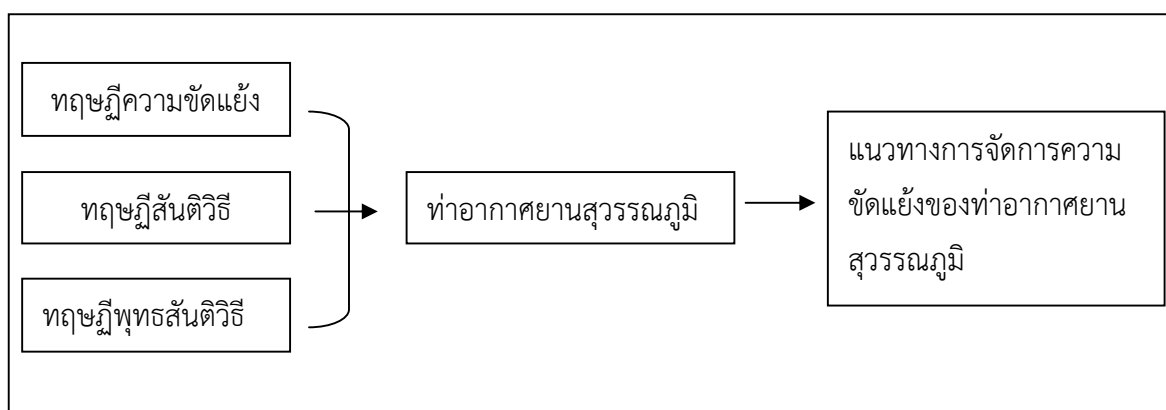 ทฤษฏีความขัดแย้ง
ทฤษฏีสันติวิธี
ทฤษฏีพุทธสันติวิธี
ท่าอากาศยานสุวรรณภูมิ
แนวทางการจัดการความ
ขัดแย้งของท่าอากาศยาน
สุวรรณภูมิ